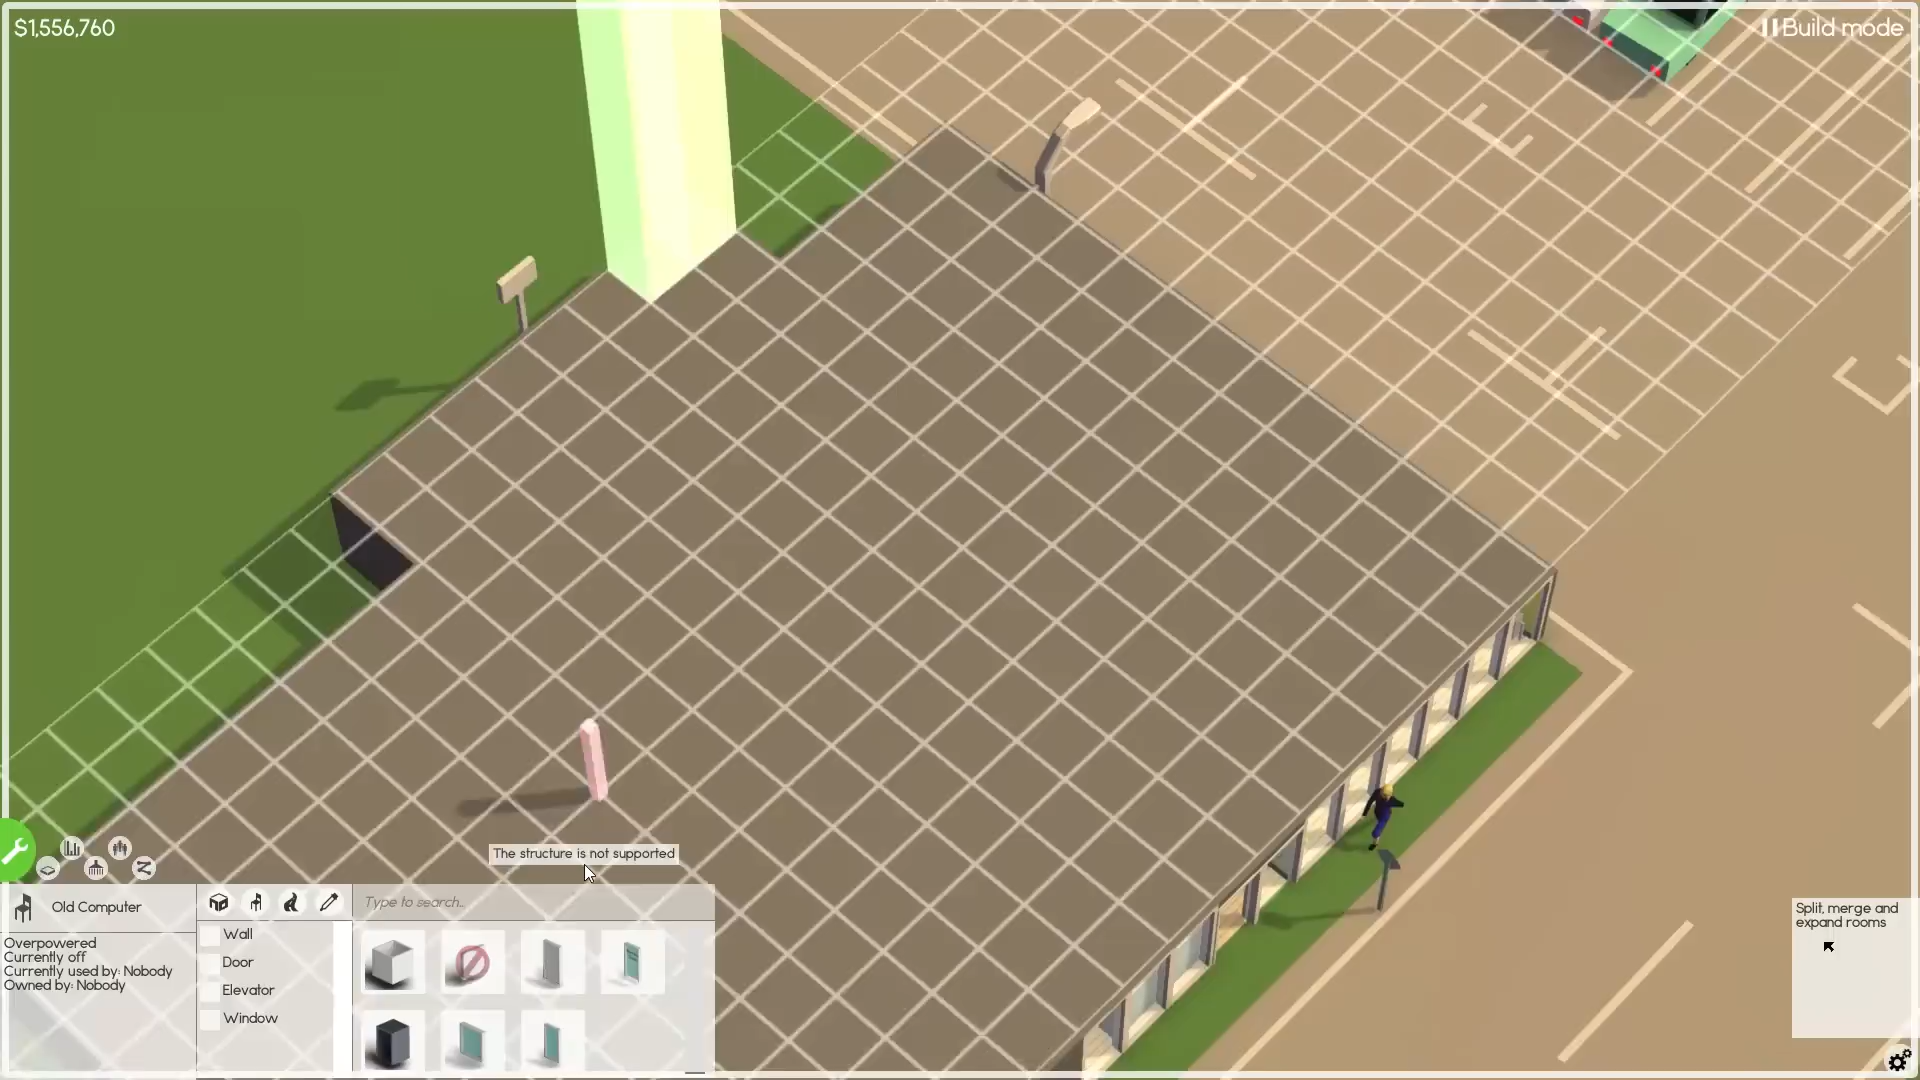 $1,556,760
Build mode
The structure is not supported
Old Computer
Type to search..
Overpowered
Currently off
Currently used by: Nobody
Owned by: Nobody
Wall
Door
Elevator
Window
Split, merge and
expand rooms